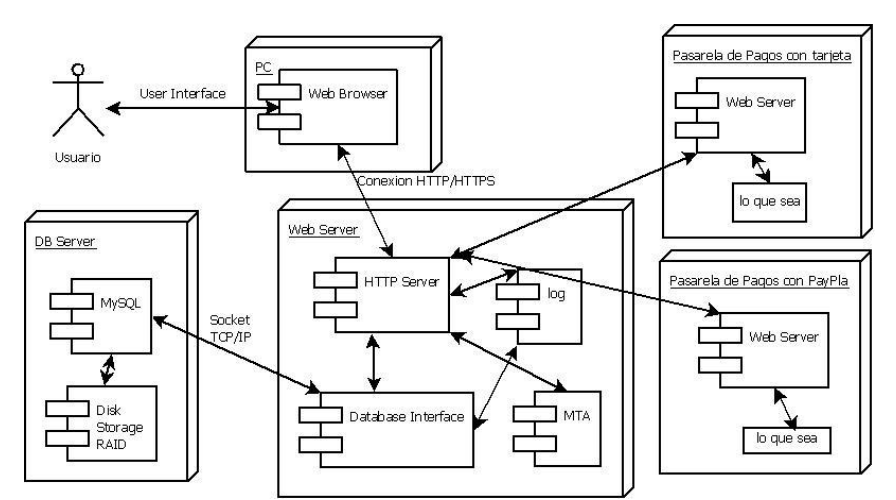 PC
Web Browser
User Interface
Usuario
Conexion HTTP/HTTPS
Pasarela de Pagos con tarjeta
Web Server
lo que sea
DB Server
MySQL
Disk
Storage
RAID
Socket
TCP/IP
Web Server
HTTP Server
log
Database Interface
MTA
Pasarela de Pagos con PayPla
Web Server
lo que sea